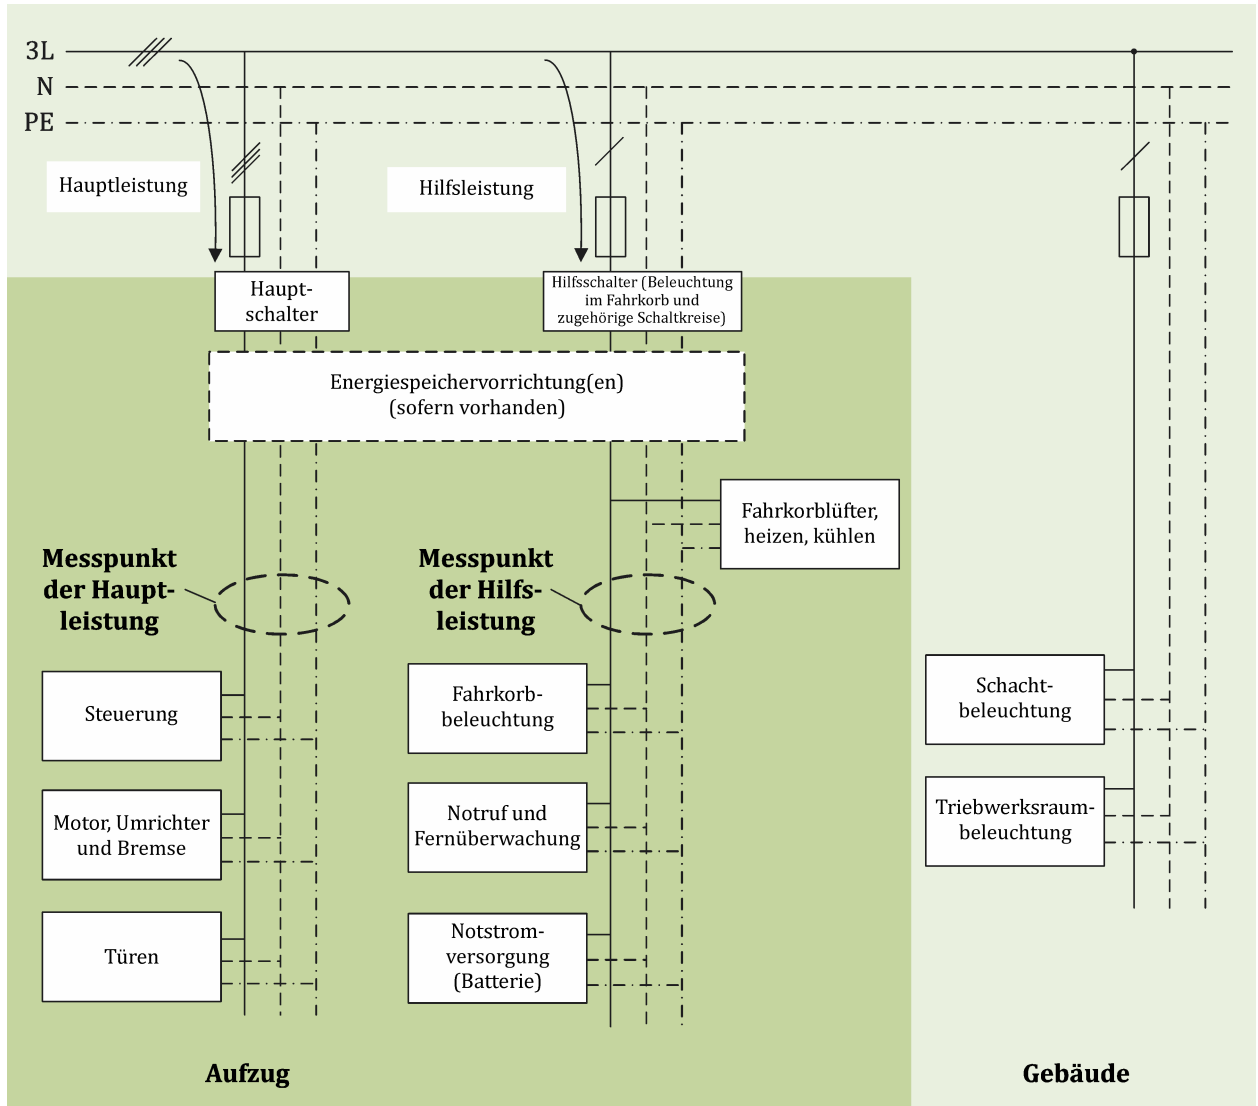 3L
N
PE
Hauptleistung
Hilfsleistung
Haupt-
schalter
Hilfsschalter (Beleuchtung
im Fahrkorb und
zugehörige Schaltkreise)
Energiespeichervorrichtung(en)
(sofern vorhanden)
Fahrkorblüfter,
heizen, kühlen
Messpunkt
der Haupt-
leistung
Messpunkt
der Hilfs-
leistung
Steuerung
Fahrkorb-
beleuchtung
Schacht-
beleuchtung
Motor, Umrichter
und Bremse
Notruf und
Fernüberwachung
Triebwerksraum-
beleuchtung
Türen
Notstrom-
versorgung
(Batterie)
Aufzug
Gebäude